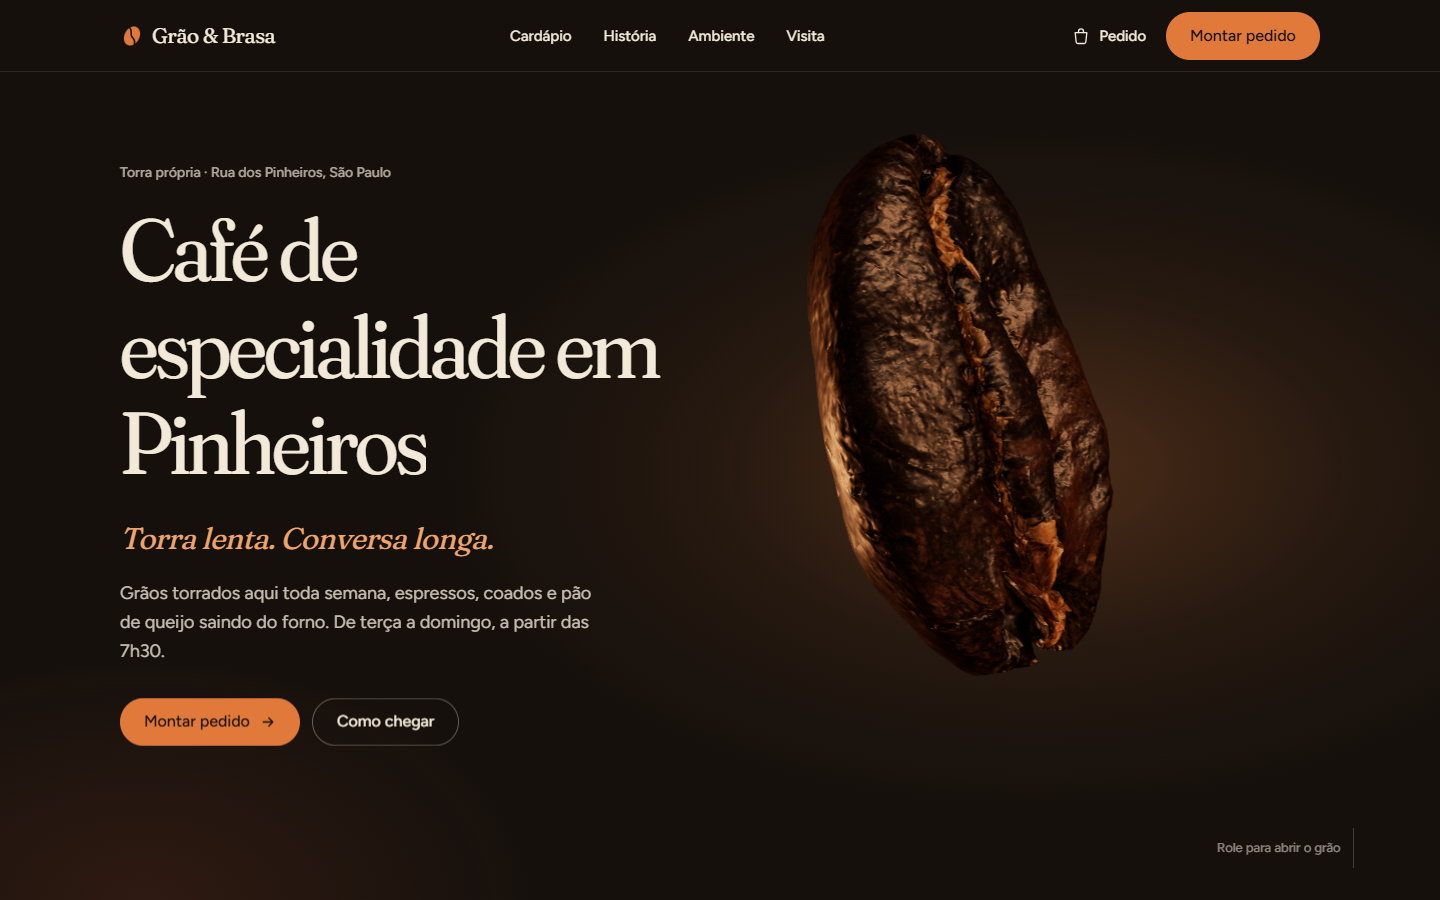 Grão & Brasa
Cardápio
História
Ambiente
Visita
Pedido
Montar pedido
Torra própria · Rua dos Pinheiros, São Paulo
Café de
especialidade em
Pinheiros
Torra lenta. Conversa longa.
Grãos torrados aqui toda semana, espressos, coados e pão
de queijo saindo do forno. De terça a domingo, a partir das
7h30.
Montar pedido
Como chegar
Role para abrir o grão